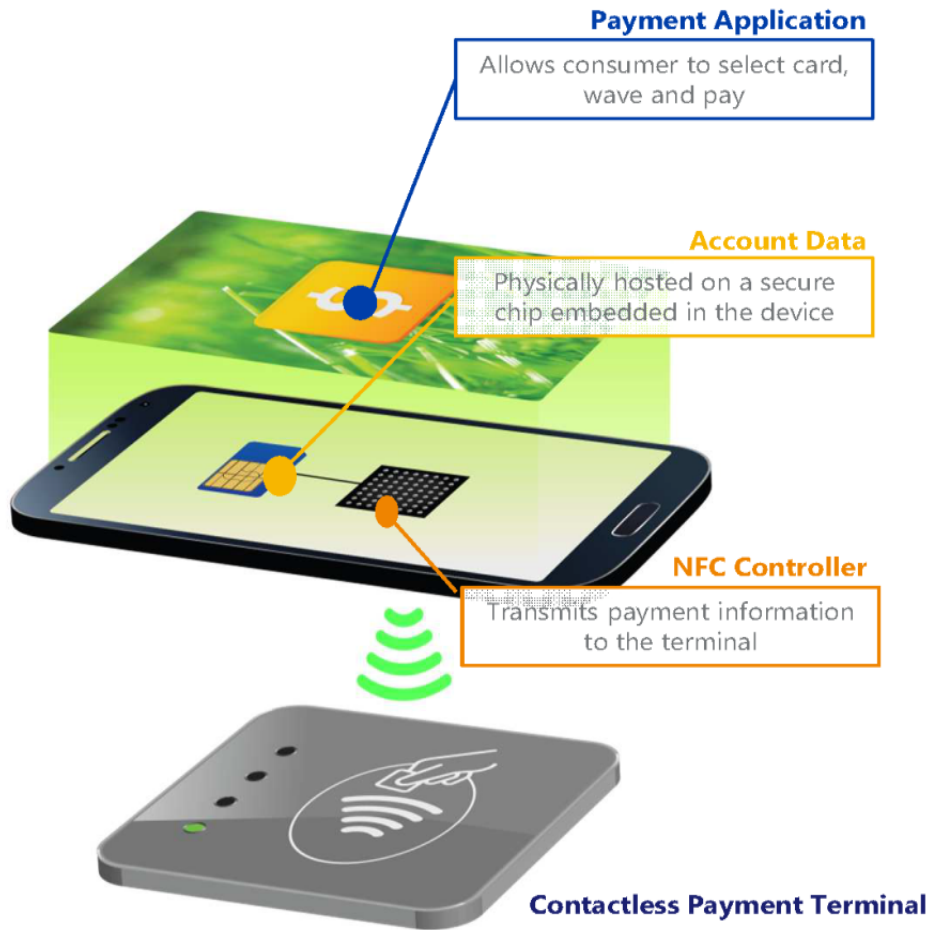 Payment Application
Allows consumer to select card,
wave and pay
Account Data
Physically hosted on a secure
chip embedded in the device
NFC Controller
Transmits payment information
to the terminal
Contactless Payment Terminal